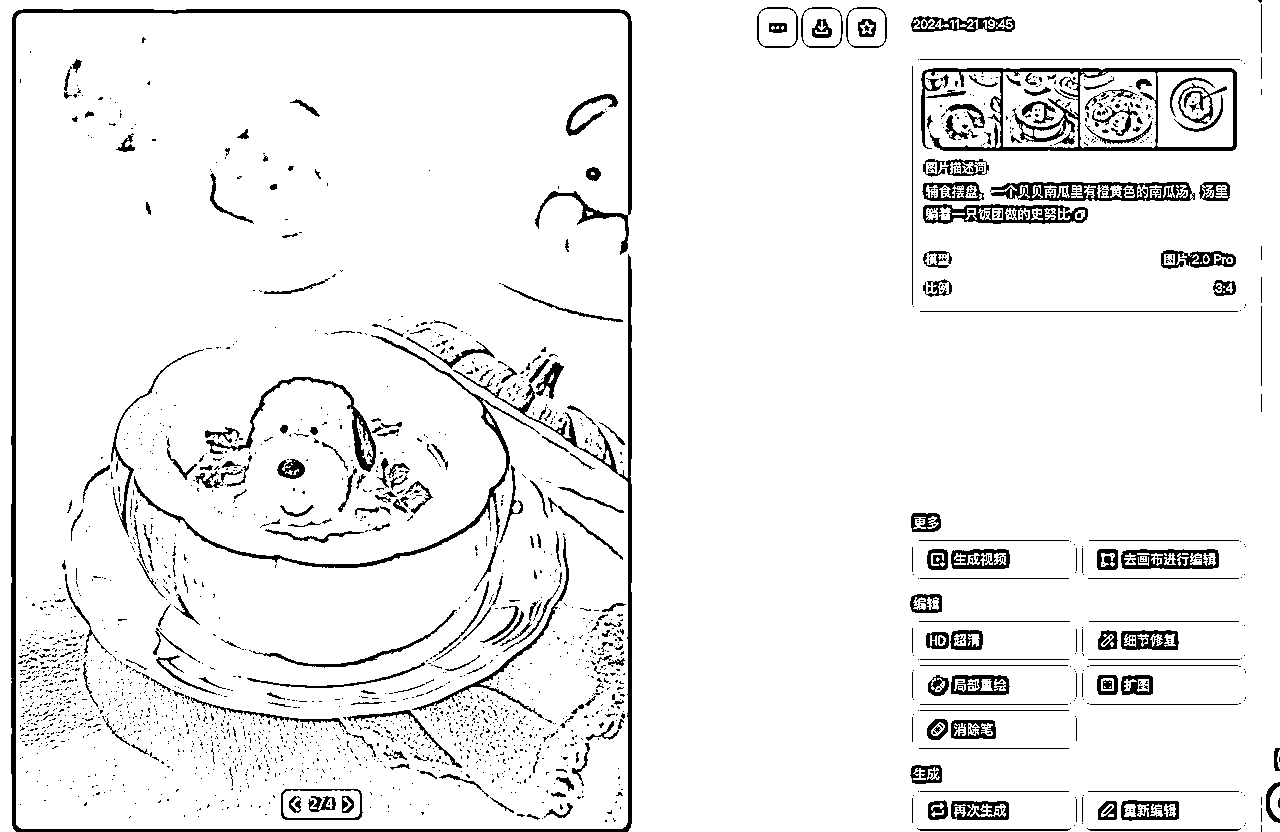 2024-11-21 19:45
图片描述词
辅食摆盘，一个贝贝南瓜里有橙黄色的南瓜汤，汤里
躺着一只饭团做的史努比
模型
图片 2.0 Pro
比例
3:4
更多
生成视频
去画布进行编辑
编辑
HD 超清
细节修复
局部重绘
扩图
消除笔
生成
再次生成
重新编辑
2/4